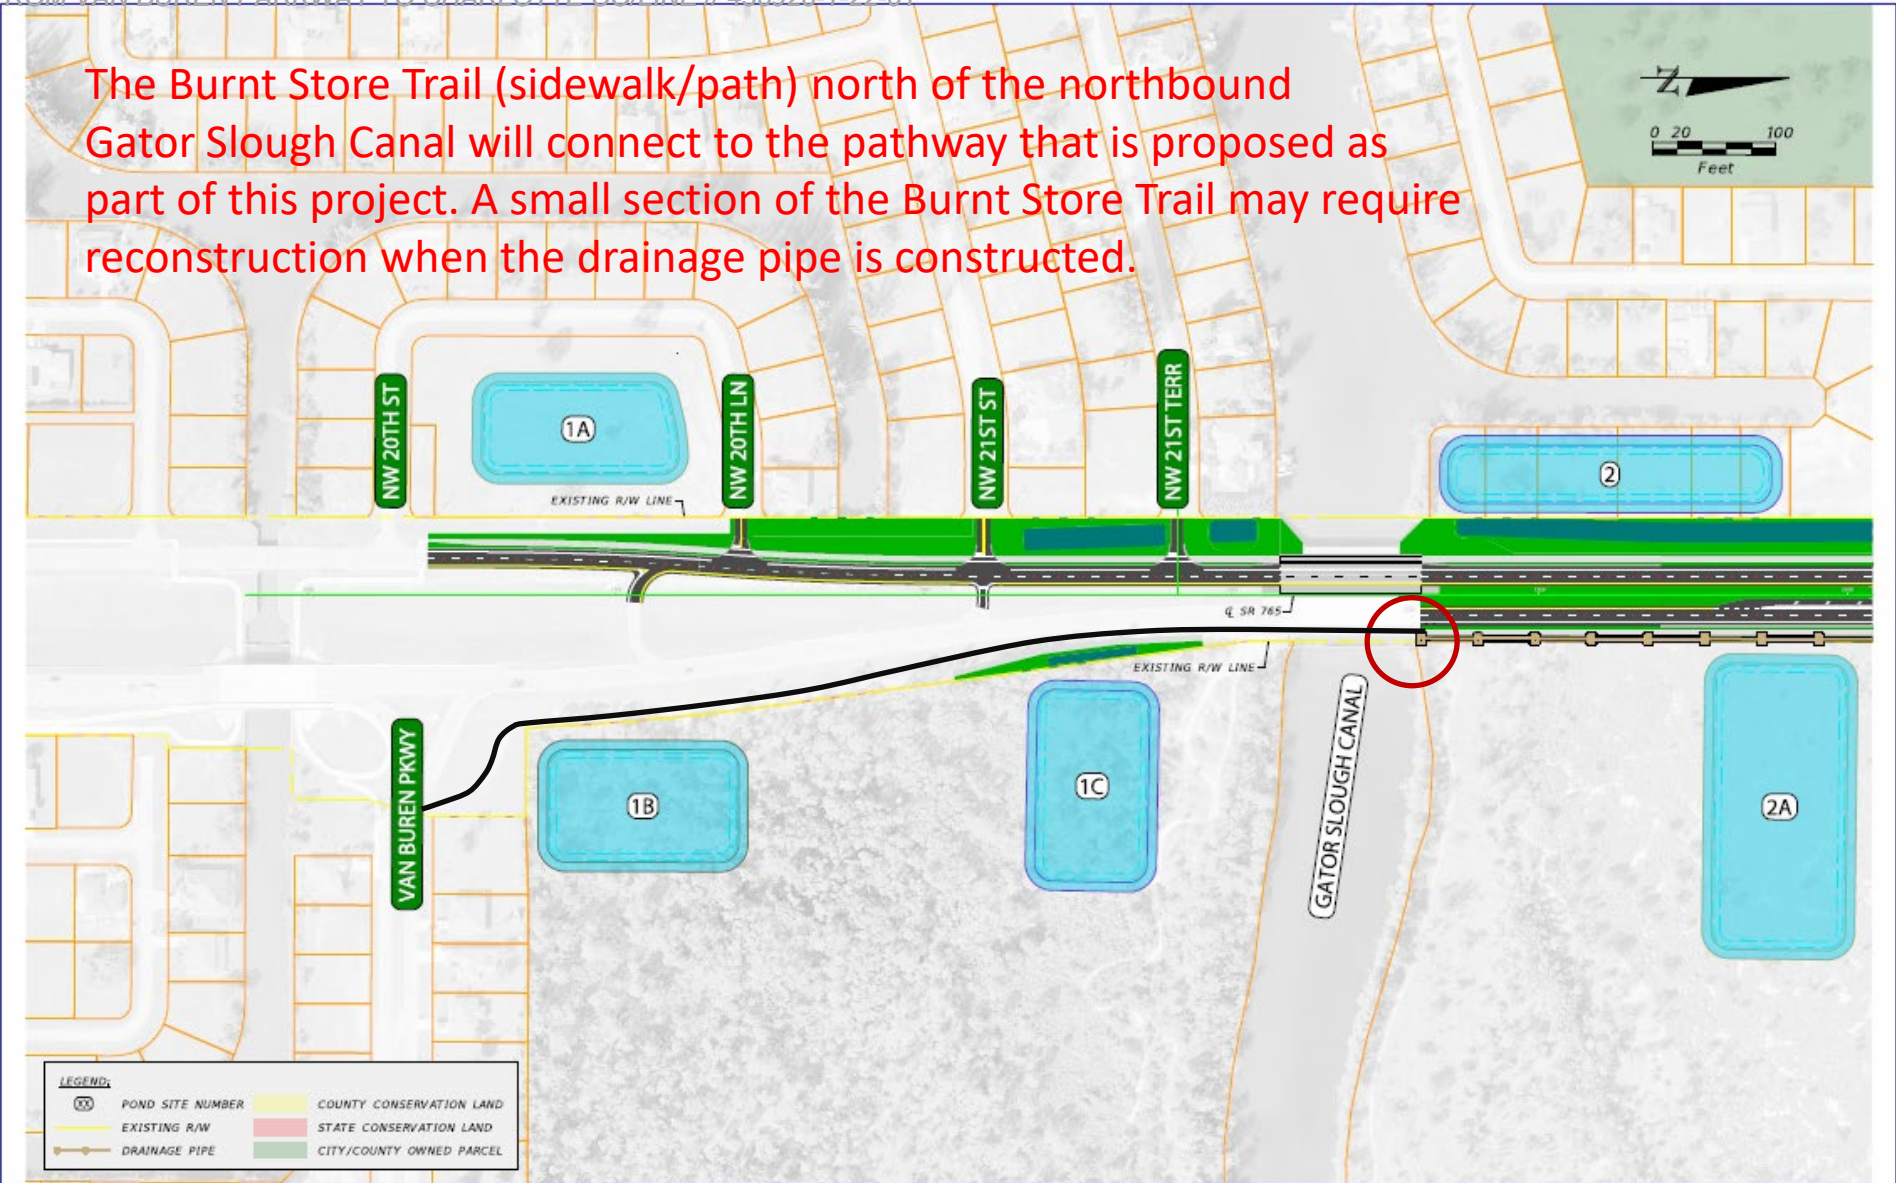 The Burnt Store Trail (sidewalk/path) north of the northbound
Gator Slough Canal will connect to the pathway that is proposed as
part of this project. A small section of the Burnt Store Trail may require
reconstruction when the drainage pipe is constructed.
N
0 20 100
Feet
NW 20TH ST
1A
NW 20TH LN
NW 21ST ST
NW 21ST TERR
2
EXISTING R/W LINE
℄ SR 765
EXISTING R/W LINE
VAN BUREN PKWY
1B
1C
GATOR SLOUGH CANAL
2A
LEGEND:
XX POND SITE NUMBER
EXISTING R/W
DRAINAGE PIPE
COUNTY CONSERVATION LAND
STATE CONSERVATION LAND
CITY/COUNTY OWNED PARCEL